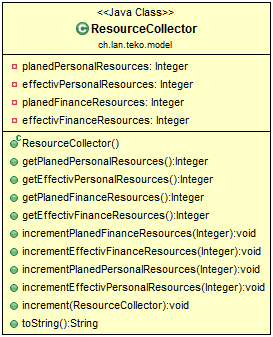 <<Java Class>>
ResourceCollector
ch.lan.teko.model
planedPersonalResources: Integer
effectivPersonalResources: Integer
planedFinanceResources: Integer
effectivFinanceResources: Integer
ResourceCollector()
getPlanedPersonalResources():Integer
getEffectivPersonalResources():Integer
getPlanedFinanceResources():Integer
getEffectivFinanceResources():Integer
incrementPlanedFinanceResources(Integer):void
incrementEffectivFinanceResources(Integer):void
incrementPlanedPersonalResources(Integer):void
incrementEffectivPersonalResources(Integer):void
increment(ResourceCollector):void
toString():String